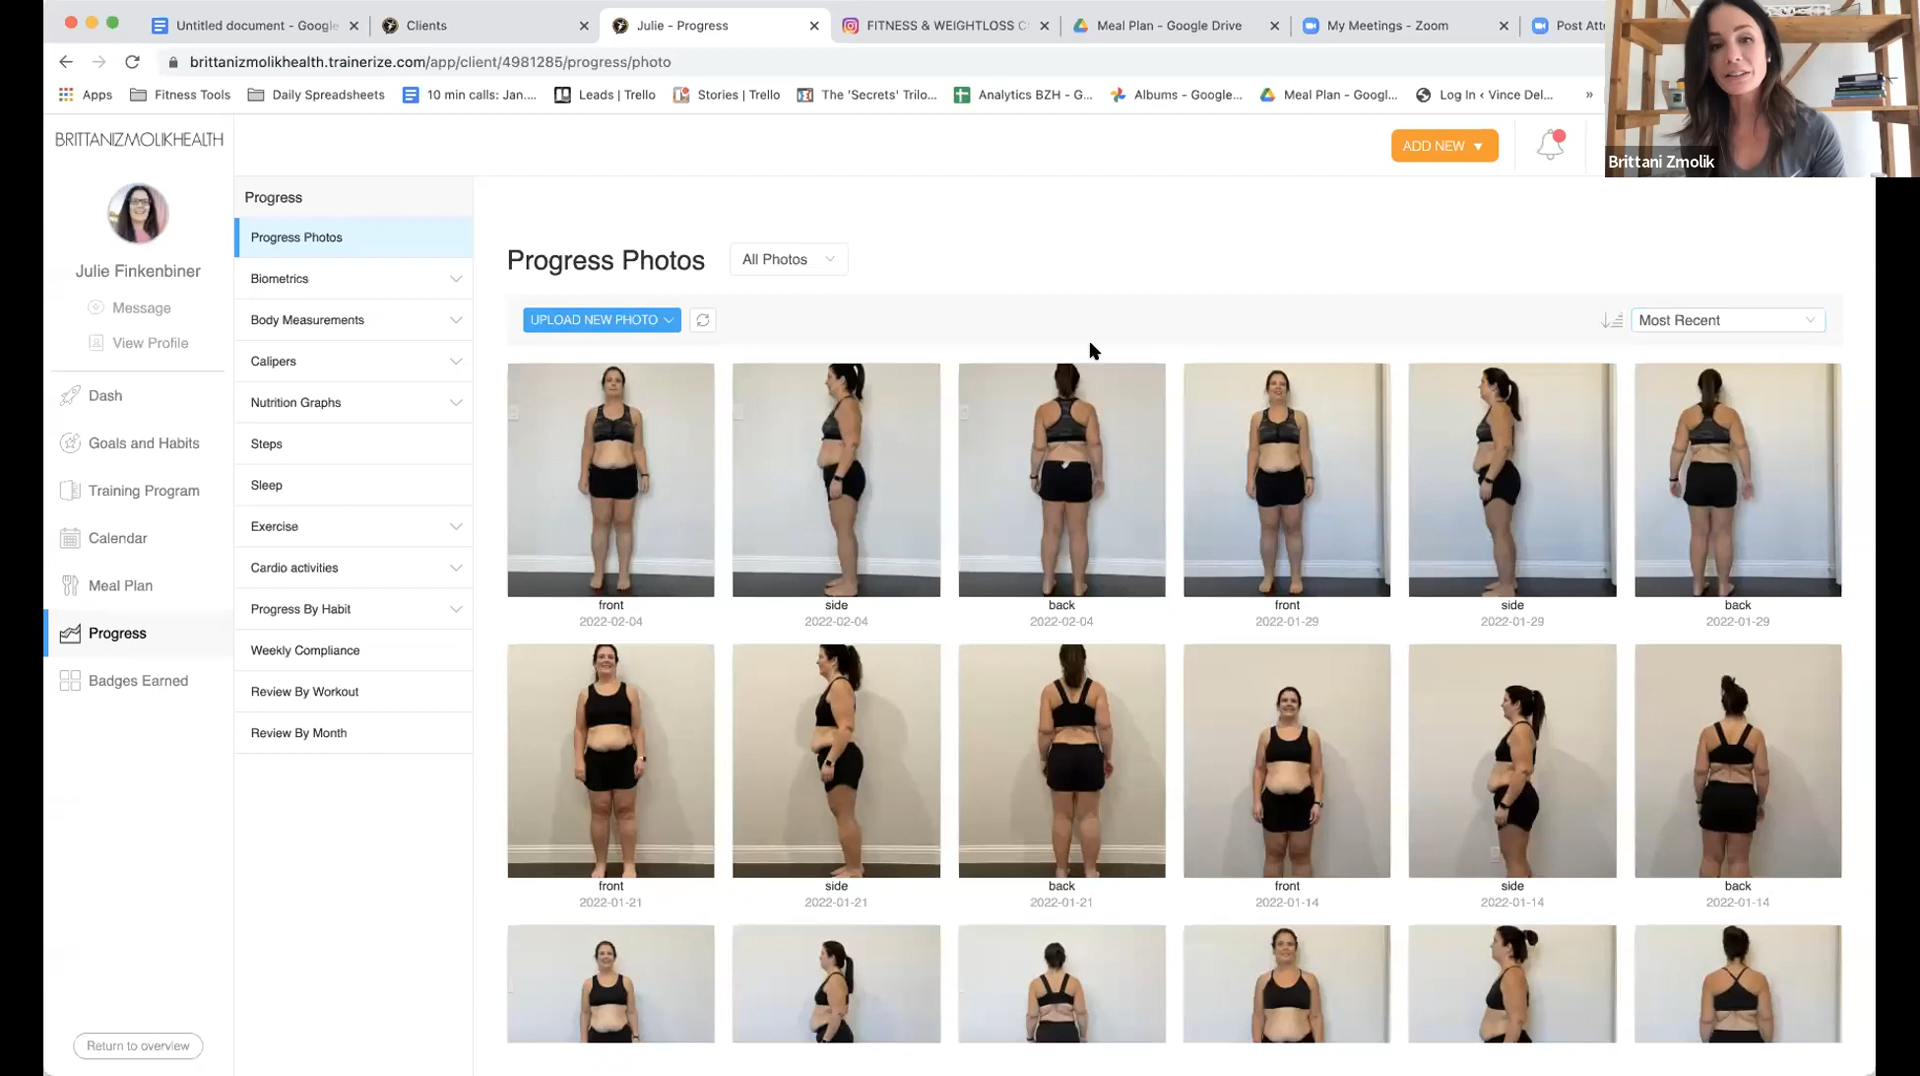 Untitled document - Google
Clients
Julie - Progress
FITNESS & WEIGHTLOSS C
Meal Plan - Google Drive
My Meetings - Zoom
Post Atte
brittanizmolikhealth.trainerize.com/app/client/4981285/progress/photo
Apps
Fitness Tools
Daily Spreadsheets
10 min calls: Jan....
Leads | Trello
Stories | Trello
The 'Secrets' Trilo...
Analytics BZH - G...
Albums - Google...
Meal Plan - Googl...
Log In ‹ Vince Del...
»
Brittani Zmolik
BRITTANIZMOLIKHEALTH
ADD NEW
Julie Finkenbiner
Message
View Profile
Dash
Goals and Habits
Training Program
Calendar
Meal Plan
Progress
Badges Earned
Return to overview
Progress
Progress Photos
Biometrics
Body Measurements
Calipers
Nutrition Graphs
Steps
Sleep
Exercise
Cardio activities
Progress By Habit
Weekly Compliance
Review By Workout
Review By Month
Progress Photos
All Photos
UPLOAD NEW PHOTO
Most Recent
front
2022-02-04
side
2022-02-04
back
2022-02-04
front
2022-01-29
side
2022-01-29
back
2022-01-29
front
2022-01-21
side
2022-01-21
back
2022-01-21
front
2022-01-14
side
2022-01-14
back
2022-01-14